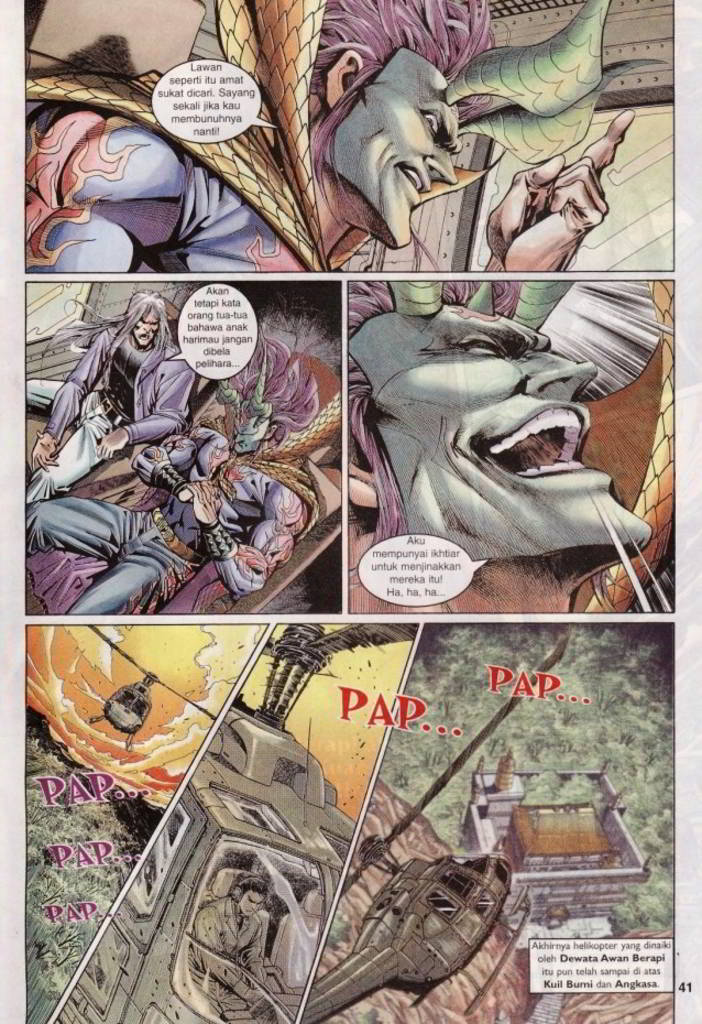 Lawan
seperti itu amat
sukat dicari. Sayang
sekali jika kau
membunuhnya
nanti!
Akan
tetapi kata
orang tua-tua
bahawa anak
harimau jangan
dibela
pelihara...
Aku
mempunyai ikhtiar
untuk menjinakkan
mereka itu!
Ha, ha, ha...
PAP...
PAP...
PAP...
PAP...
PAP...
Akhirnya helikopter yang dinaiki
oleh Dewata Awan Berapi
itu pun telah sampai di atas
Kuil Bumi dan Angkasa.
41